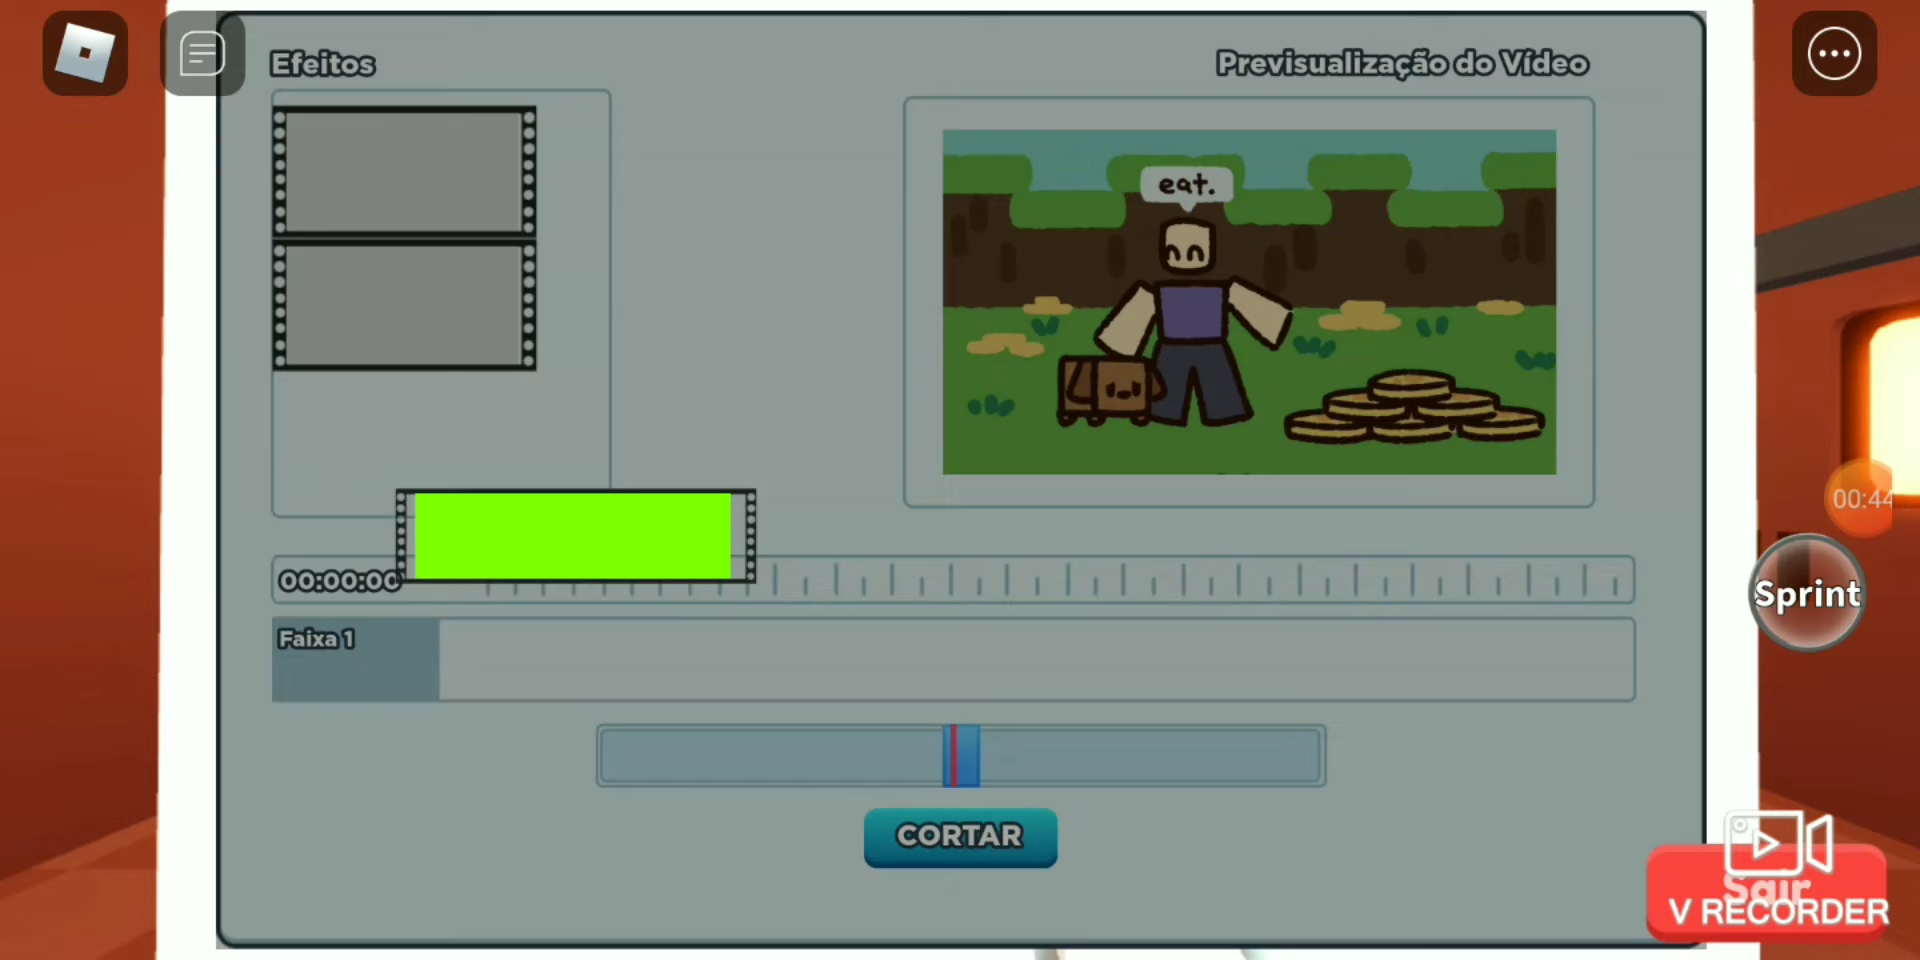 Efeitos
Previsualização do Vídeo
eat.
00:44
00:00:00
Sprint
Faixa 1
CORTAR
Sair
V RECORDER